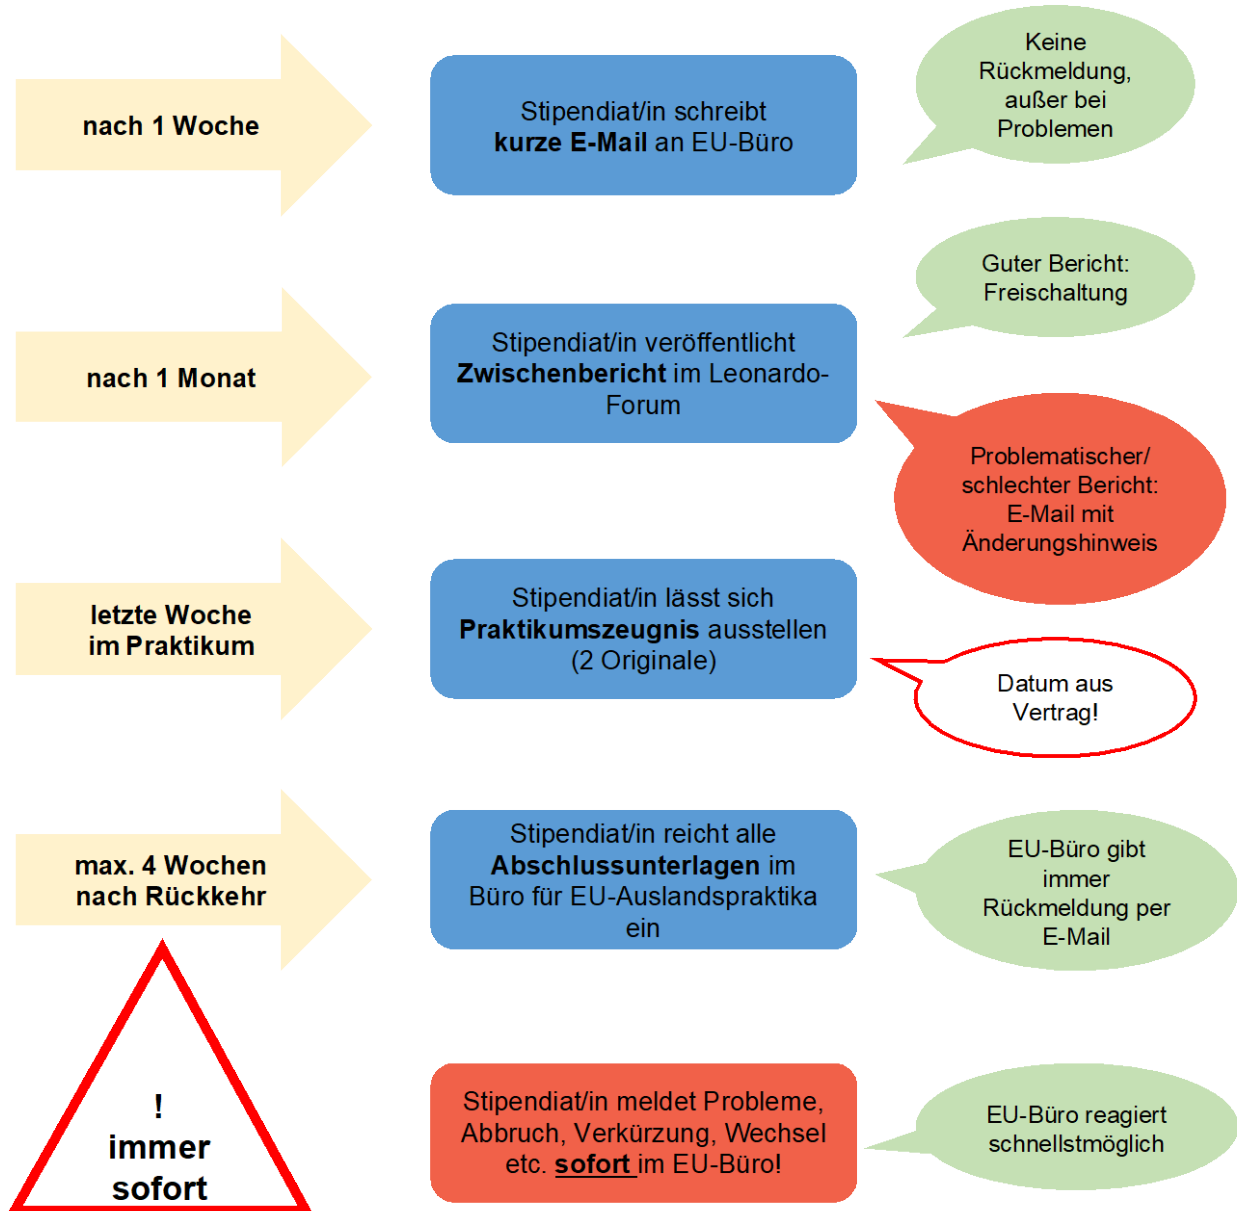 nach 1 Woche
Stipendiat/in schreibt
kurze E-Mail an EU-Büro
Keine
Rückmeldung,
außer bei
Problemen
nach 1 Monat
Stipendiat/in veröffentlicht
Zwischenbericht im Leonardo-
Forum
Guter Bericht:
Freischaltung
Problematischer/
schlechter Bericht:
E-Mail mit
Änderungshinweis
letzte Woche
im Praktikum
Stipendiat/in lässt sich
Praktikumszeugnis ausstellen
(2 Originale)
Datum aus
Vertrag!
max. 4 Wochen
nach Rückkehr
Stipendiat/in reicht alle
Abschlussunterlagen im
Büro für EU-Auslandspraktika
ein
EU-Büro gibt
immer
Rückmeldung per
E-Mail
!
immer
sofort
Stipendiat/in meldet Probleme,
Abbruch, Verkürzung, Wechsel
etc. sofort im EU-Büro!
EU-Büro reagiert
schnellstmöglich